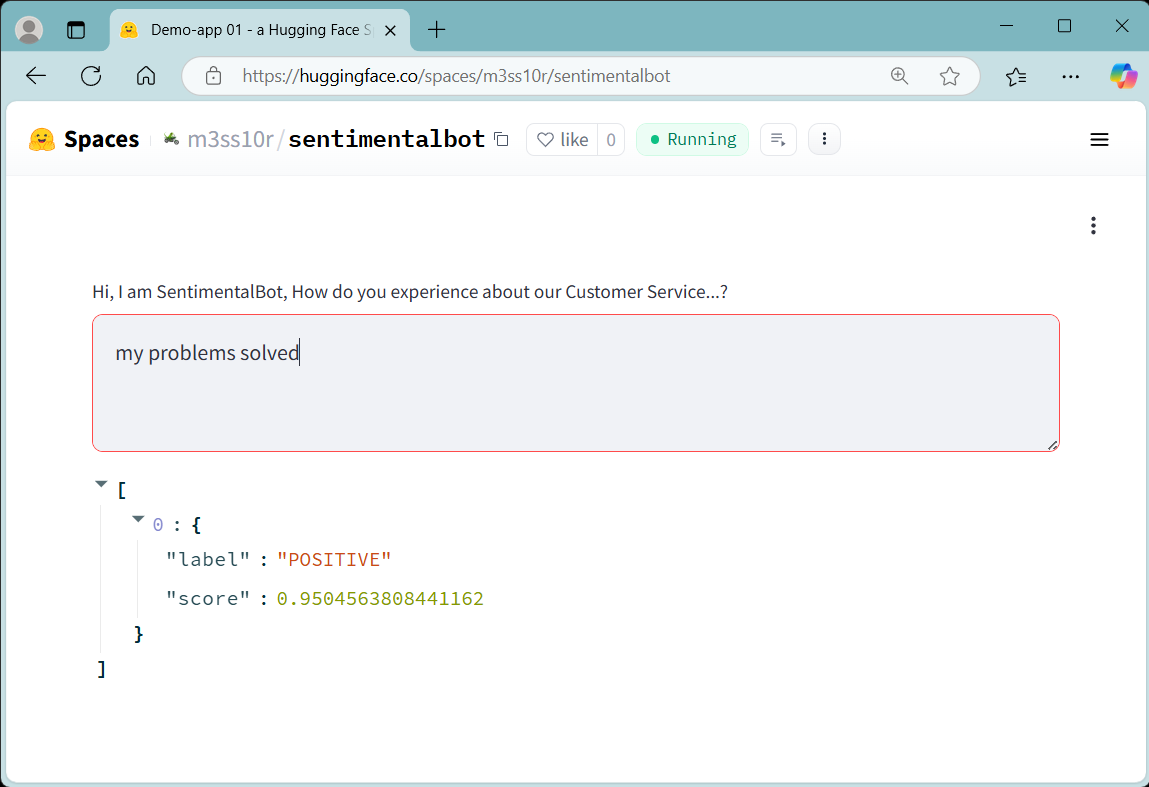 Demo-app 01 - a Hugging Face S
https://huggingface.co/spaces/m3ss10r/sentimentalbot
Spaces m3ss10r/sentimentalbot like 0 Running
Hi, I am SentimentalBot, How do you experience about our Customer Service...?
my problems solved
[
0 : {
"label" : "POSITIVE"
"score" : 0.9504563808441162
}
]